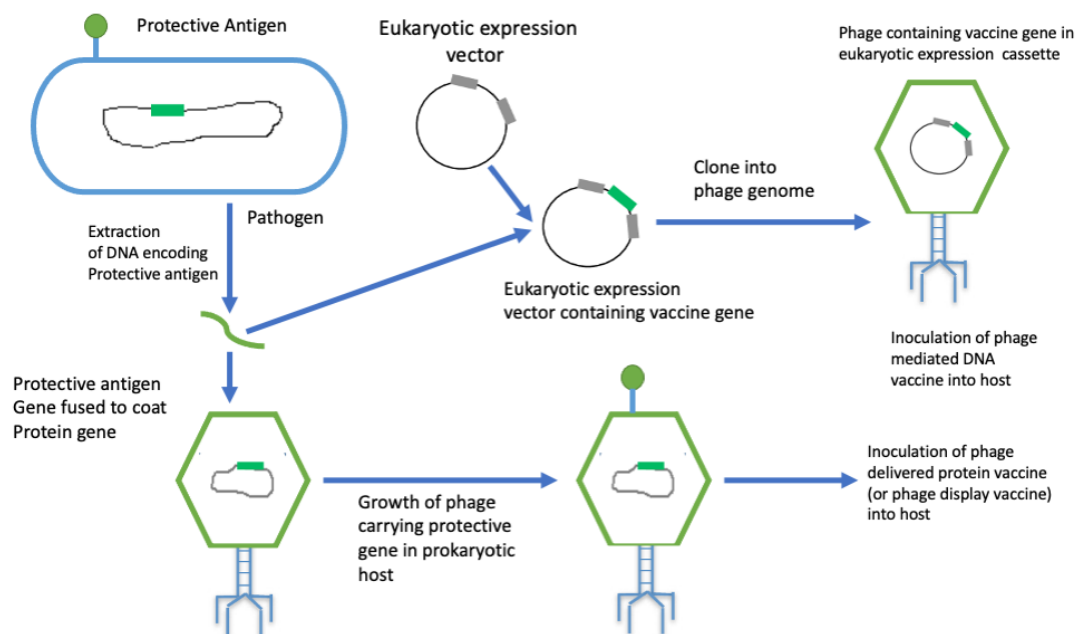 Protective Antigen
Eukaryotic expression
vector
Phage containing vaccine gene in
eukaryotic expression cassette
Pathogen
Extraction
of DNA encoding
Protective antigen
Clone into
phage genome
Eukaryotic expression
vector containing vaccine gene
Inoculation of phage
mediated DNA
vaccine into host
Protective antigen
Gene fused to coat
Protein gene
Growth of phage
carrying protective
gene in prokaryotic
host
Inoculation of phage
delivered protein vaccine
(or phage display vaccine)
into host